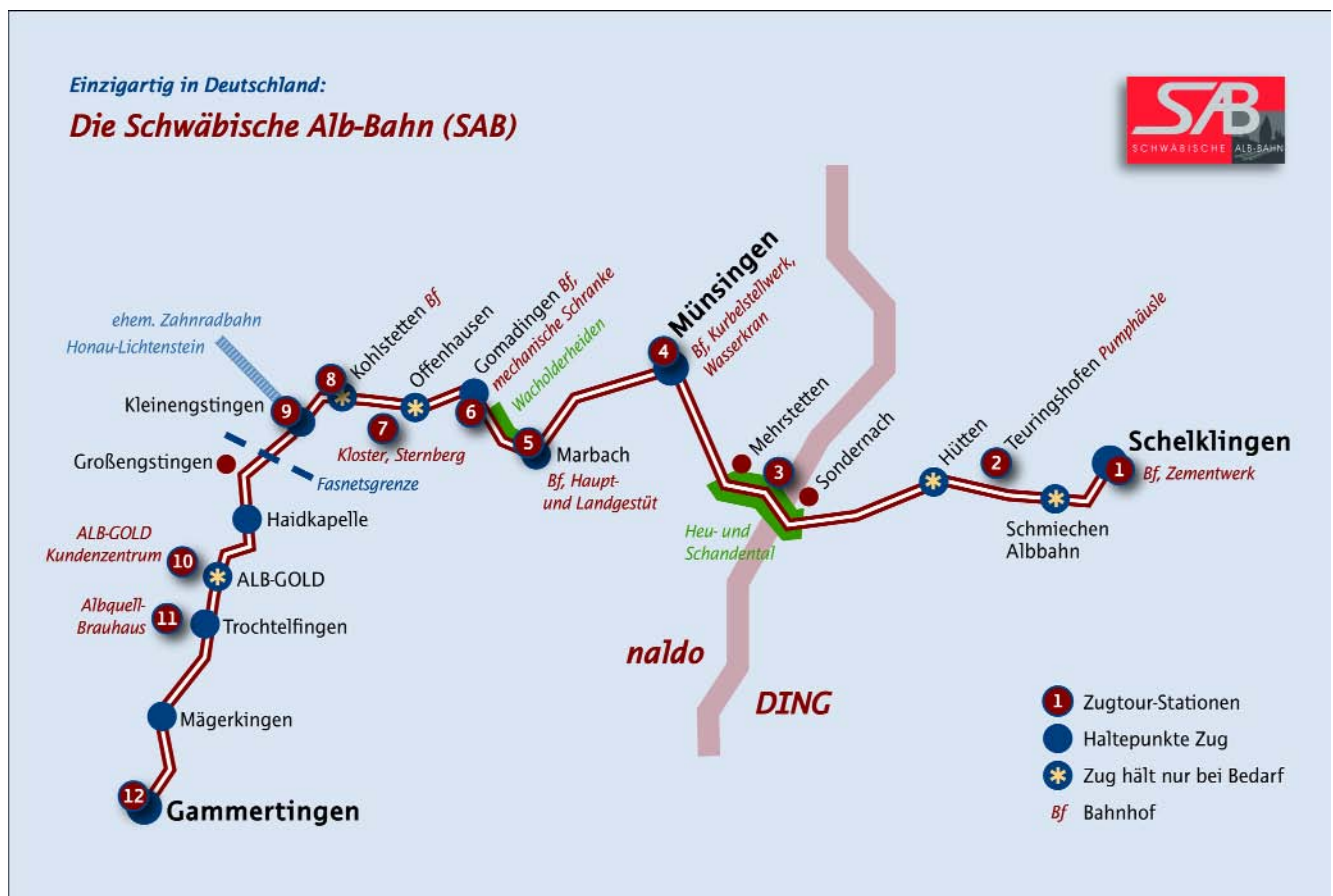 Einzigartig in Deutschland:
Die Schwäbische Alb-Bahn (SAB)
SAB
SCHWÄBISCHE ALB-BAHN
ehem. Zahnradbahn
Honau-Lichtenstein
Kleinengstingen
9
8
Kohlstetten Bf
Offenhausen
7
Kloster, Sternberg
Gomadingen Bf,
mechanische Schranke
6
Wacholderheiden
5
Marbach
Bf, Haupt-
und Landgestüt
4
Münsingen
Bf, Kurbelstellwerk,
Wasserkran
Mehrstetten
3
Sondernach
Heu- und
Schandental
Hütten
2
Teuringshofen Pumphäusle
Schmiechen
Albbahn
Schelklingen
1
Bf, Zementwerk
Großengstingen
Fasnetsgrenze
Haidkapelle
ALB-GOLD
Kundenzentrum
10
ALB-GOLD
Albquell-
Brauhaus
11
Trochtelfingen
Mägerkingen
12
Gammertingen
naldo
DING
1 Zugtour-Stationen
Haltepunkte Zug
Zug hält nur bei Bedarf
Bf Bahnhof